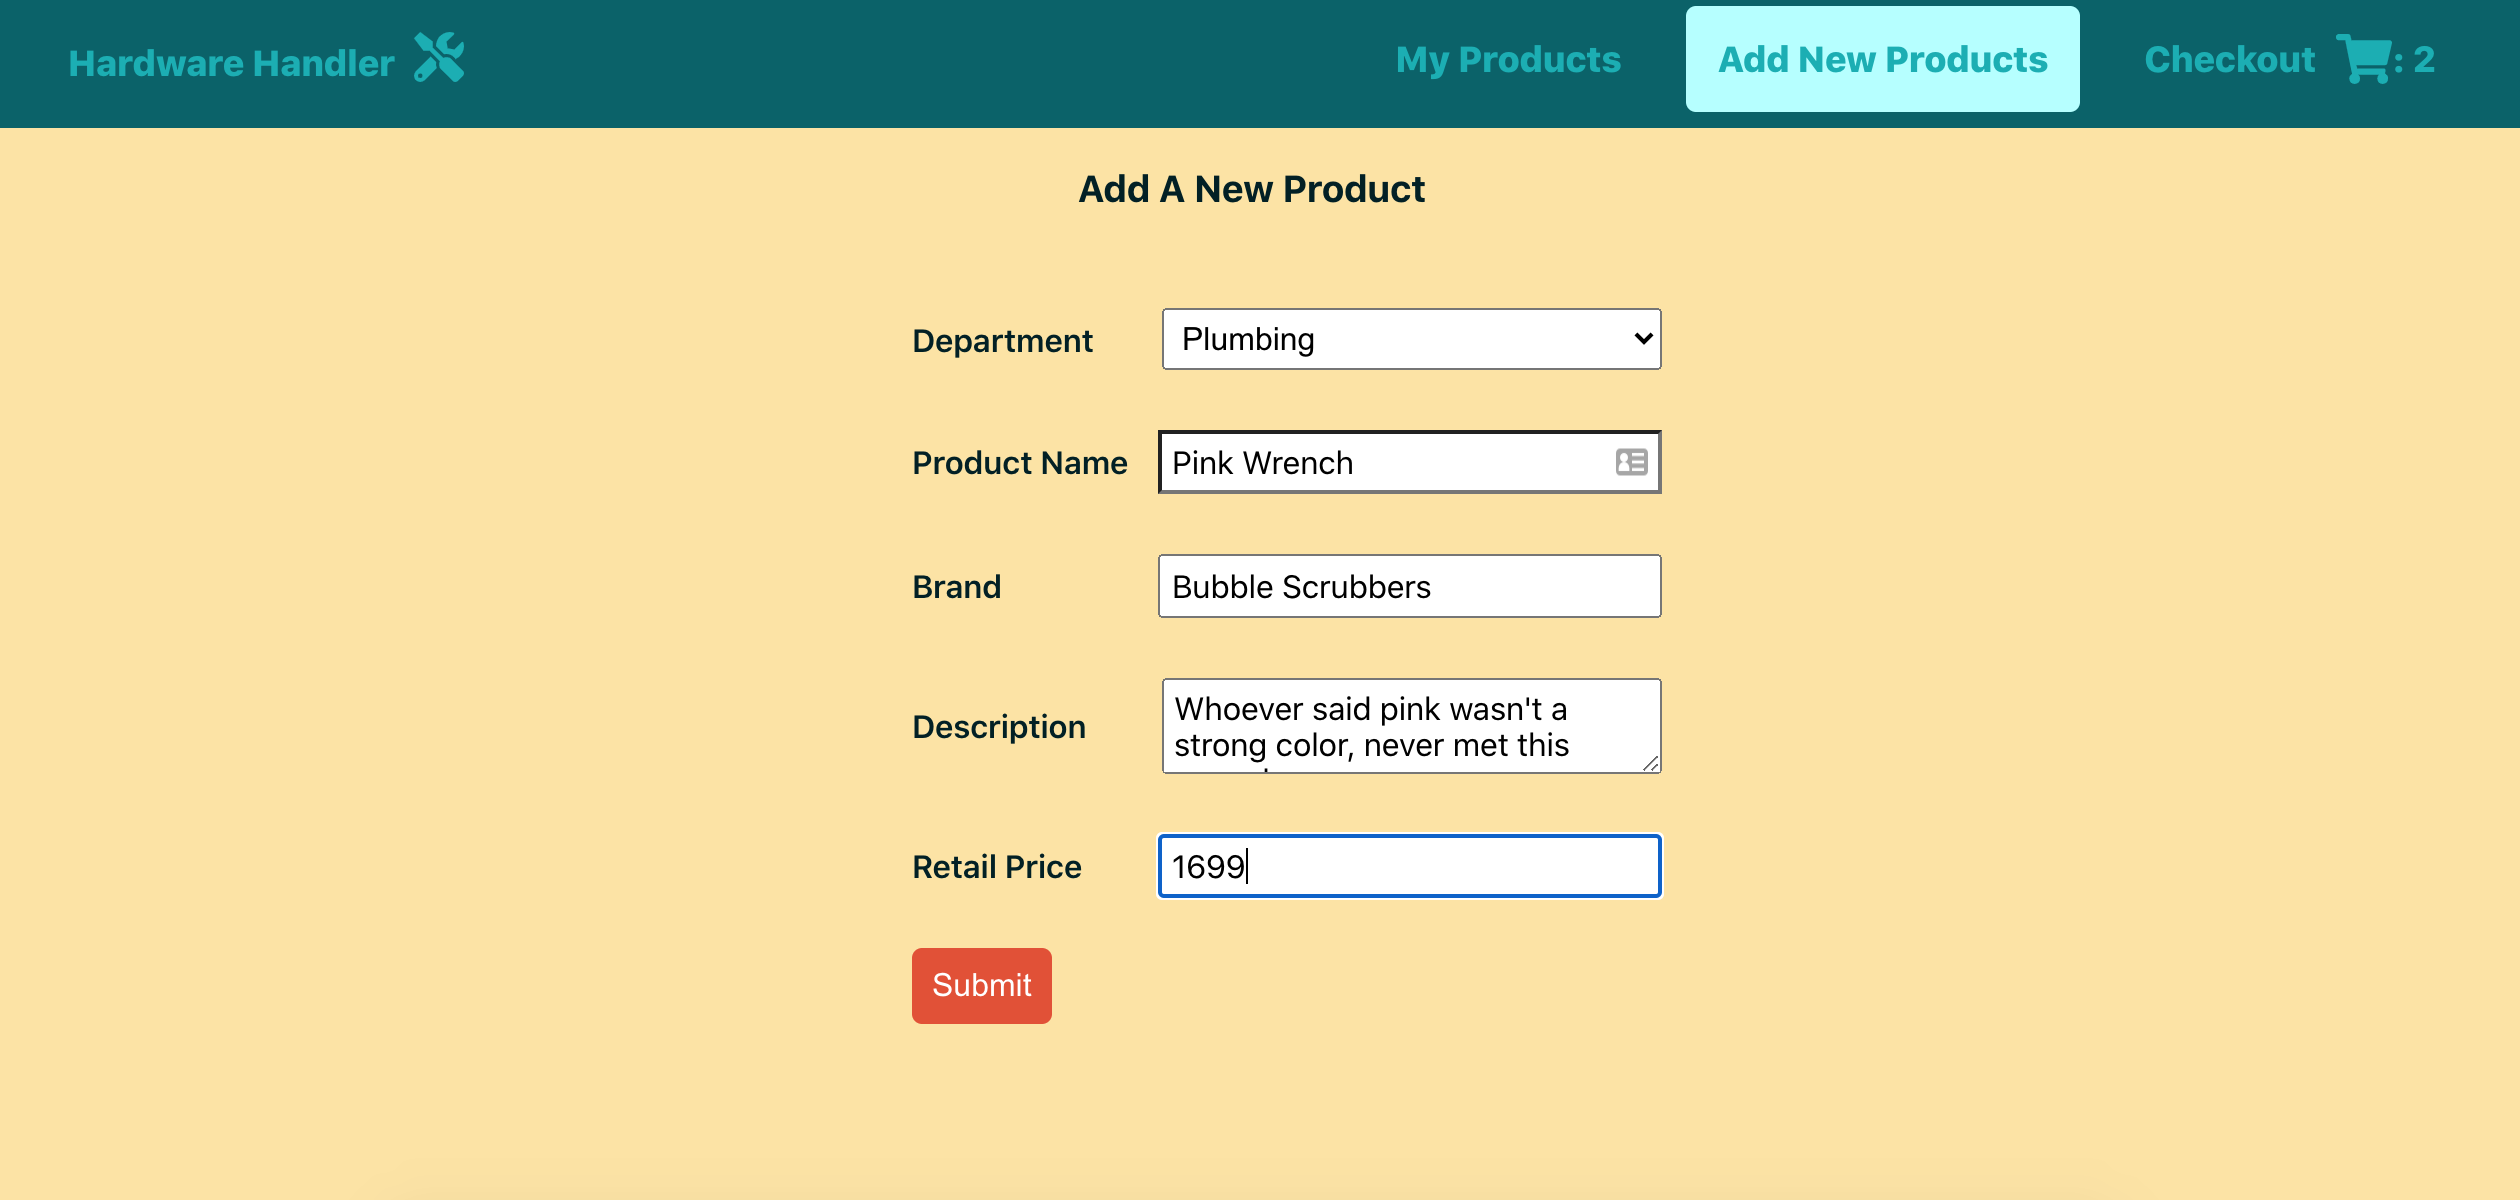 Hardware Handler
My Products
Add New Products
Checkout : 2
Add A New Product
Department
Plumbing
Product Name
Pink Wrench
Brand
Bubble Scrubbers
Description
Whoever said pink wasn't a
strong color, never met this
Retail Price
1699
Submit